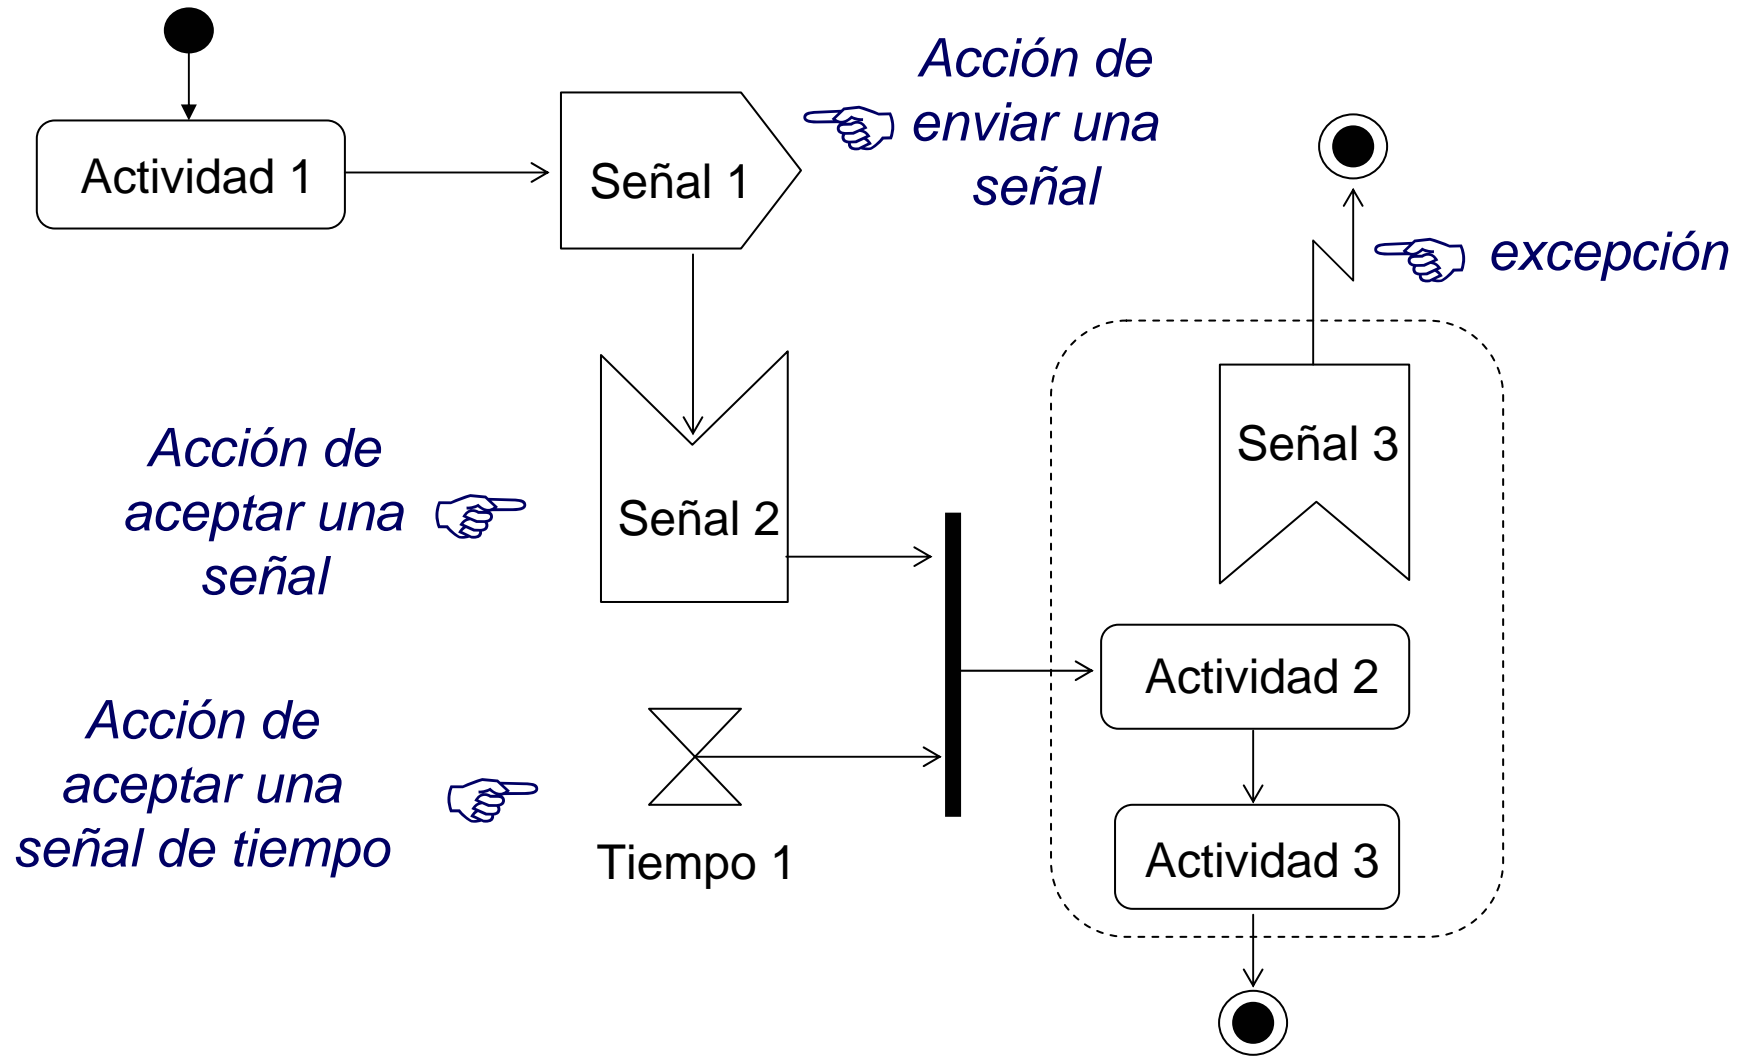 Acción de
enviar una
señal
Actividad 1
Señal 1
excepción
Acción de
aceptar una
señal
Señal 2
Señal 3
Acción de
aceptar una
señal de tiempo
Tiempo 1
Actividad 2
Actividad 3